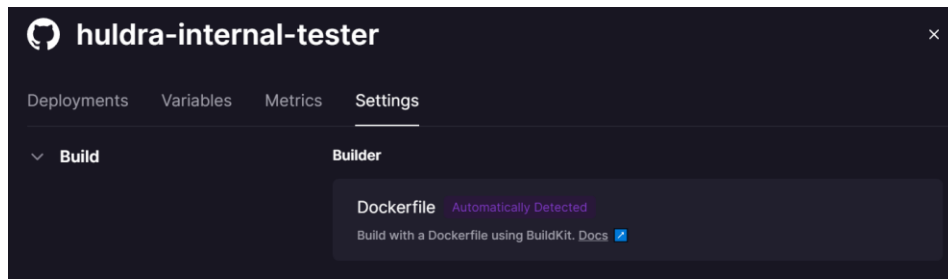 huldra-internal-tester
Deployments Variables Metrics Settings
Build
Builder
Dockerfile Automatically Detected
Build with a Dockerfile using BuildKit. Docs